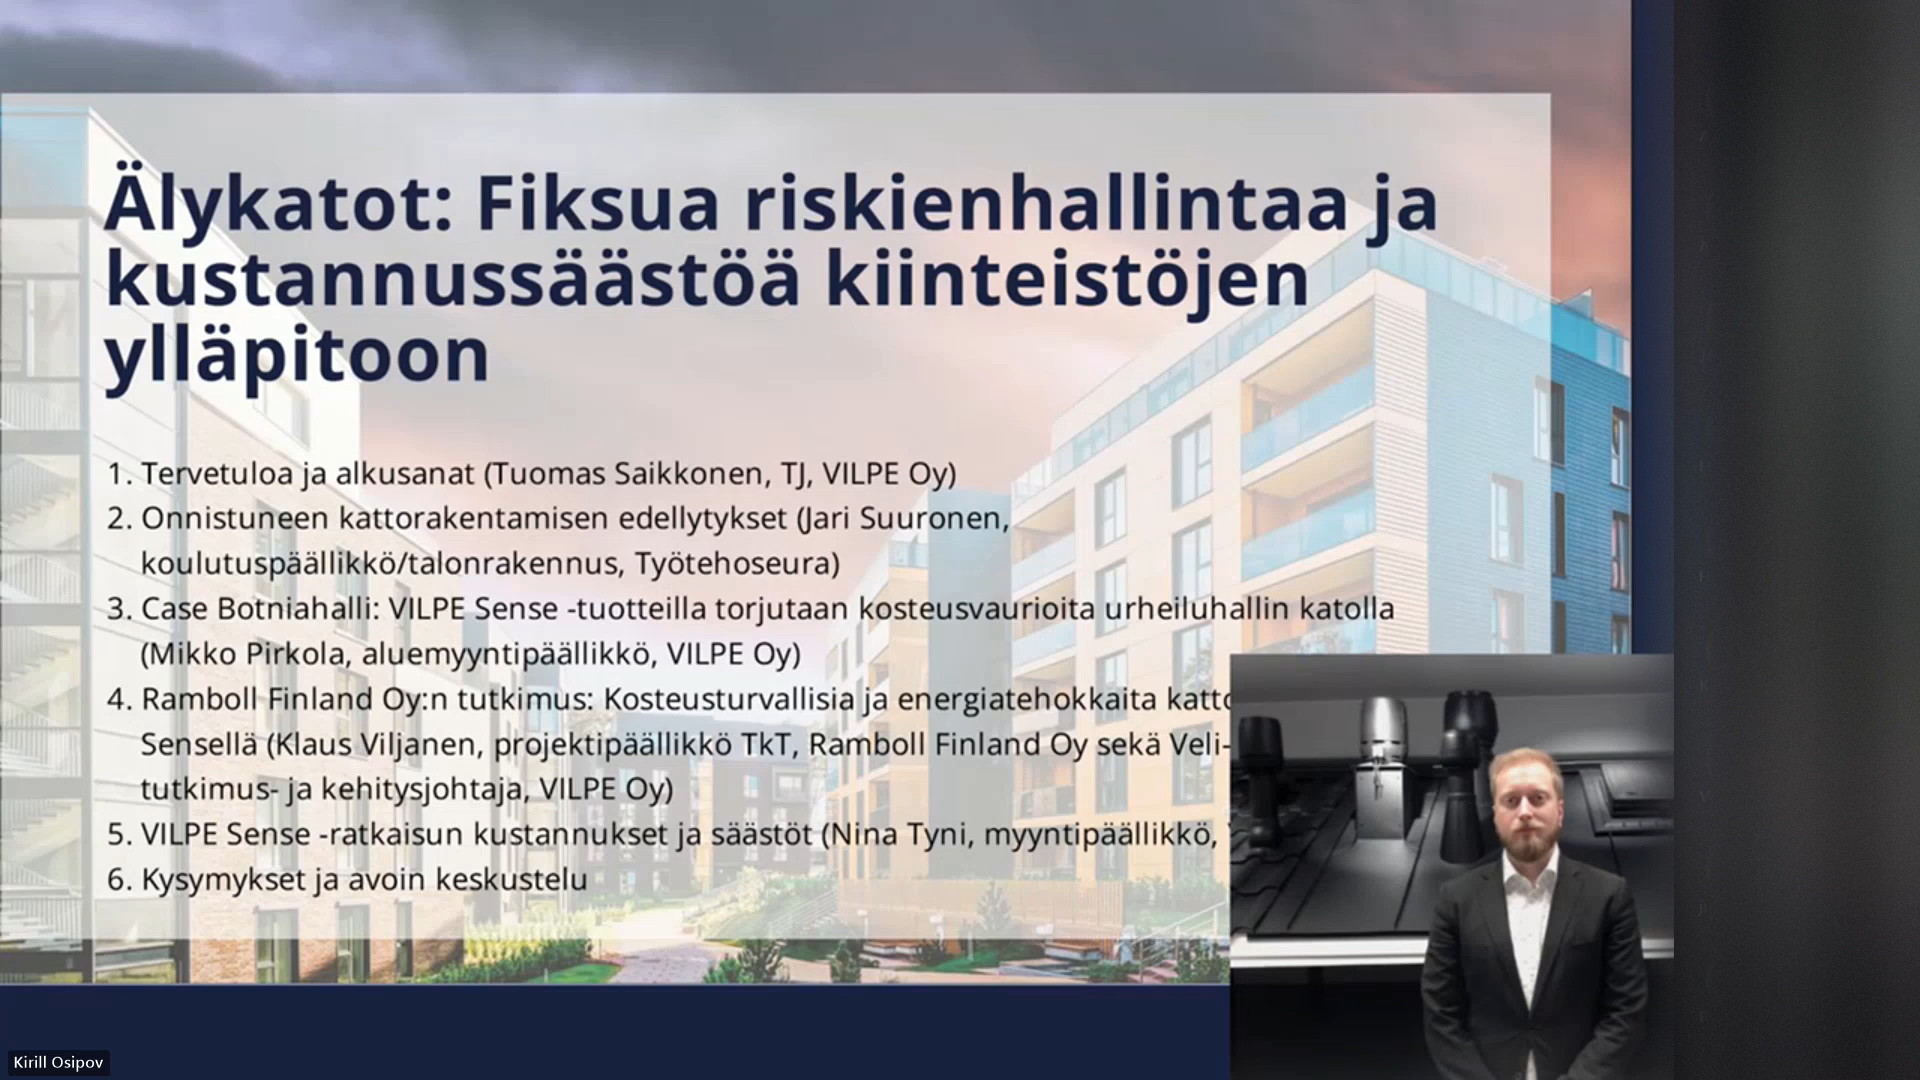 Älykatot: Fiksua riskienhallintaa ja
kustannussäästöä kiinteistöjen
ylläpitoon
1. Tervetuloa ja alkusanat (Tuomas Saikkonen, TJ, VILPE Oy)
2. Onnistuneen kattorakentamisen edellytykset (Jari Suuronen,
koulutuspäällikkö/talonrakennus, Työtehoseura)
3. Case Botniahalli: VILPE Sense -tuotteilla torjutaan kosteusvaurioita urheiluhallin katolla
(Mikko Pirkola, aluemyyntipäällikkö, VILPE Oy)
4. Ramboll Finland Oy:n tutkimus: Kosteusturvallisia ja energiatehokkaita
Sensellä (Klaus Viljanen, projektipäällikkö TkT, Ramboll Finland Oy sekä Veli-
tutkimus- ja kehitysjohtaja, VILPE Oy)
5. VILPE Sense -ratkaisun kustannukset ja säästöt (Nina Tyni, myyntipäällikkö,
6. Kysymykset ja avoin keskustelu
Kirill Osipov